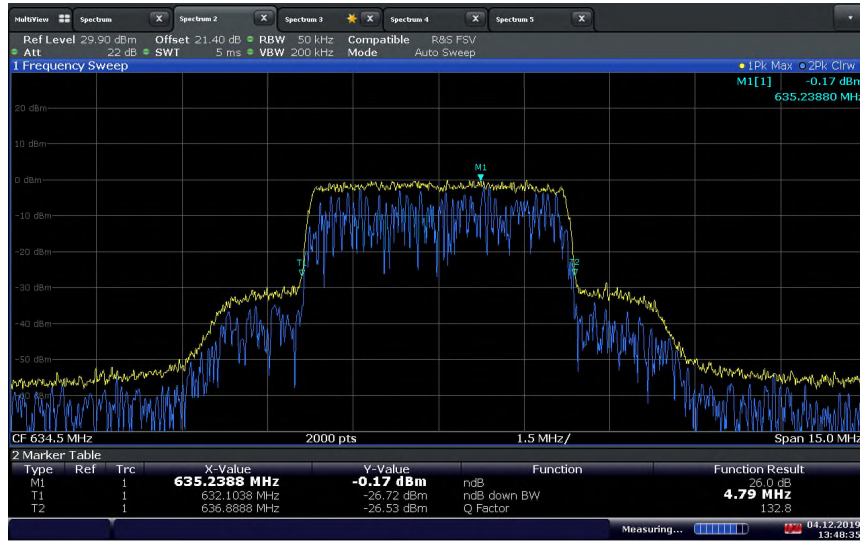 MultiView Spectrum X Spectrum 2 X Spectrum 3 X Spectrum 4 X Spectrum 5 X
Ref Level 29.90 dBm Offset 21.40 dB RBW 50 kHz Compatible R&S FSV
Att 22 dB SWT 5 ms VBW 200 kHz Mode Auto Sweep
1 Frequency Sweep 1Pk Max 2Pk Clrw
M1[1] -0.17 dBm
635.23880 MHz
20 dBm
10 dBm
M1
0 dBm
-10 dBm
-20 dBm
T1 T2
-30 dBm
-40 dBm
-50 dBm
CF 634.5 MHz 2000 pts 1.5 MHz/ Span 15.0 MHz
2 Marker Table
Type Ref Trc X-Value Y-Value Function Function Result
M1 1 635.2388 MHz -0.17 dBm ndB 26.0 dB
T1 1 632.1038 MHz -26.72 dBm ndB down BW 4.79 MHz
T2 1 636.8888 MHz -26.53 dBm Q Factor 132.8
Measuring... 04.12.2019
13:48:35